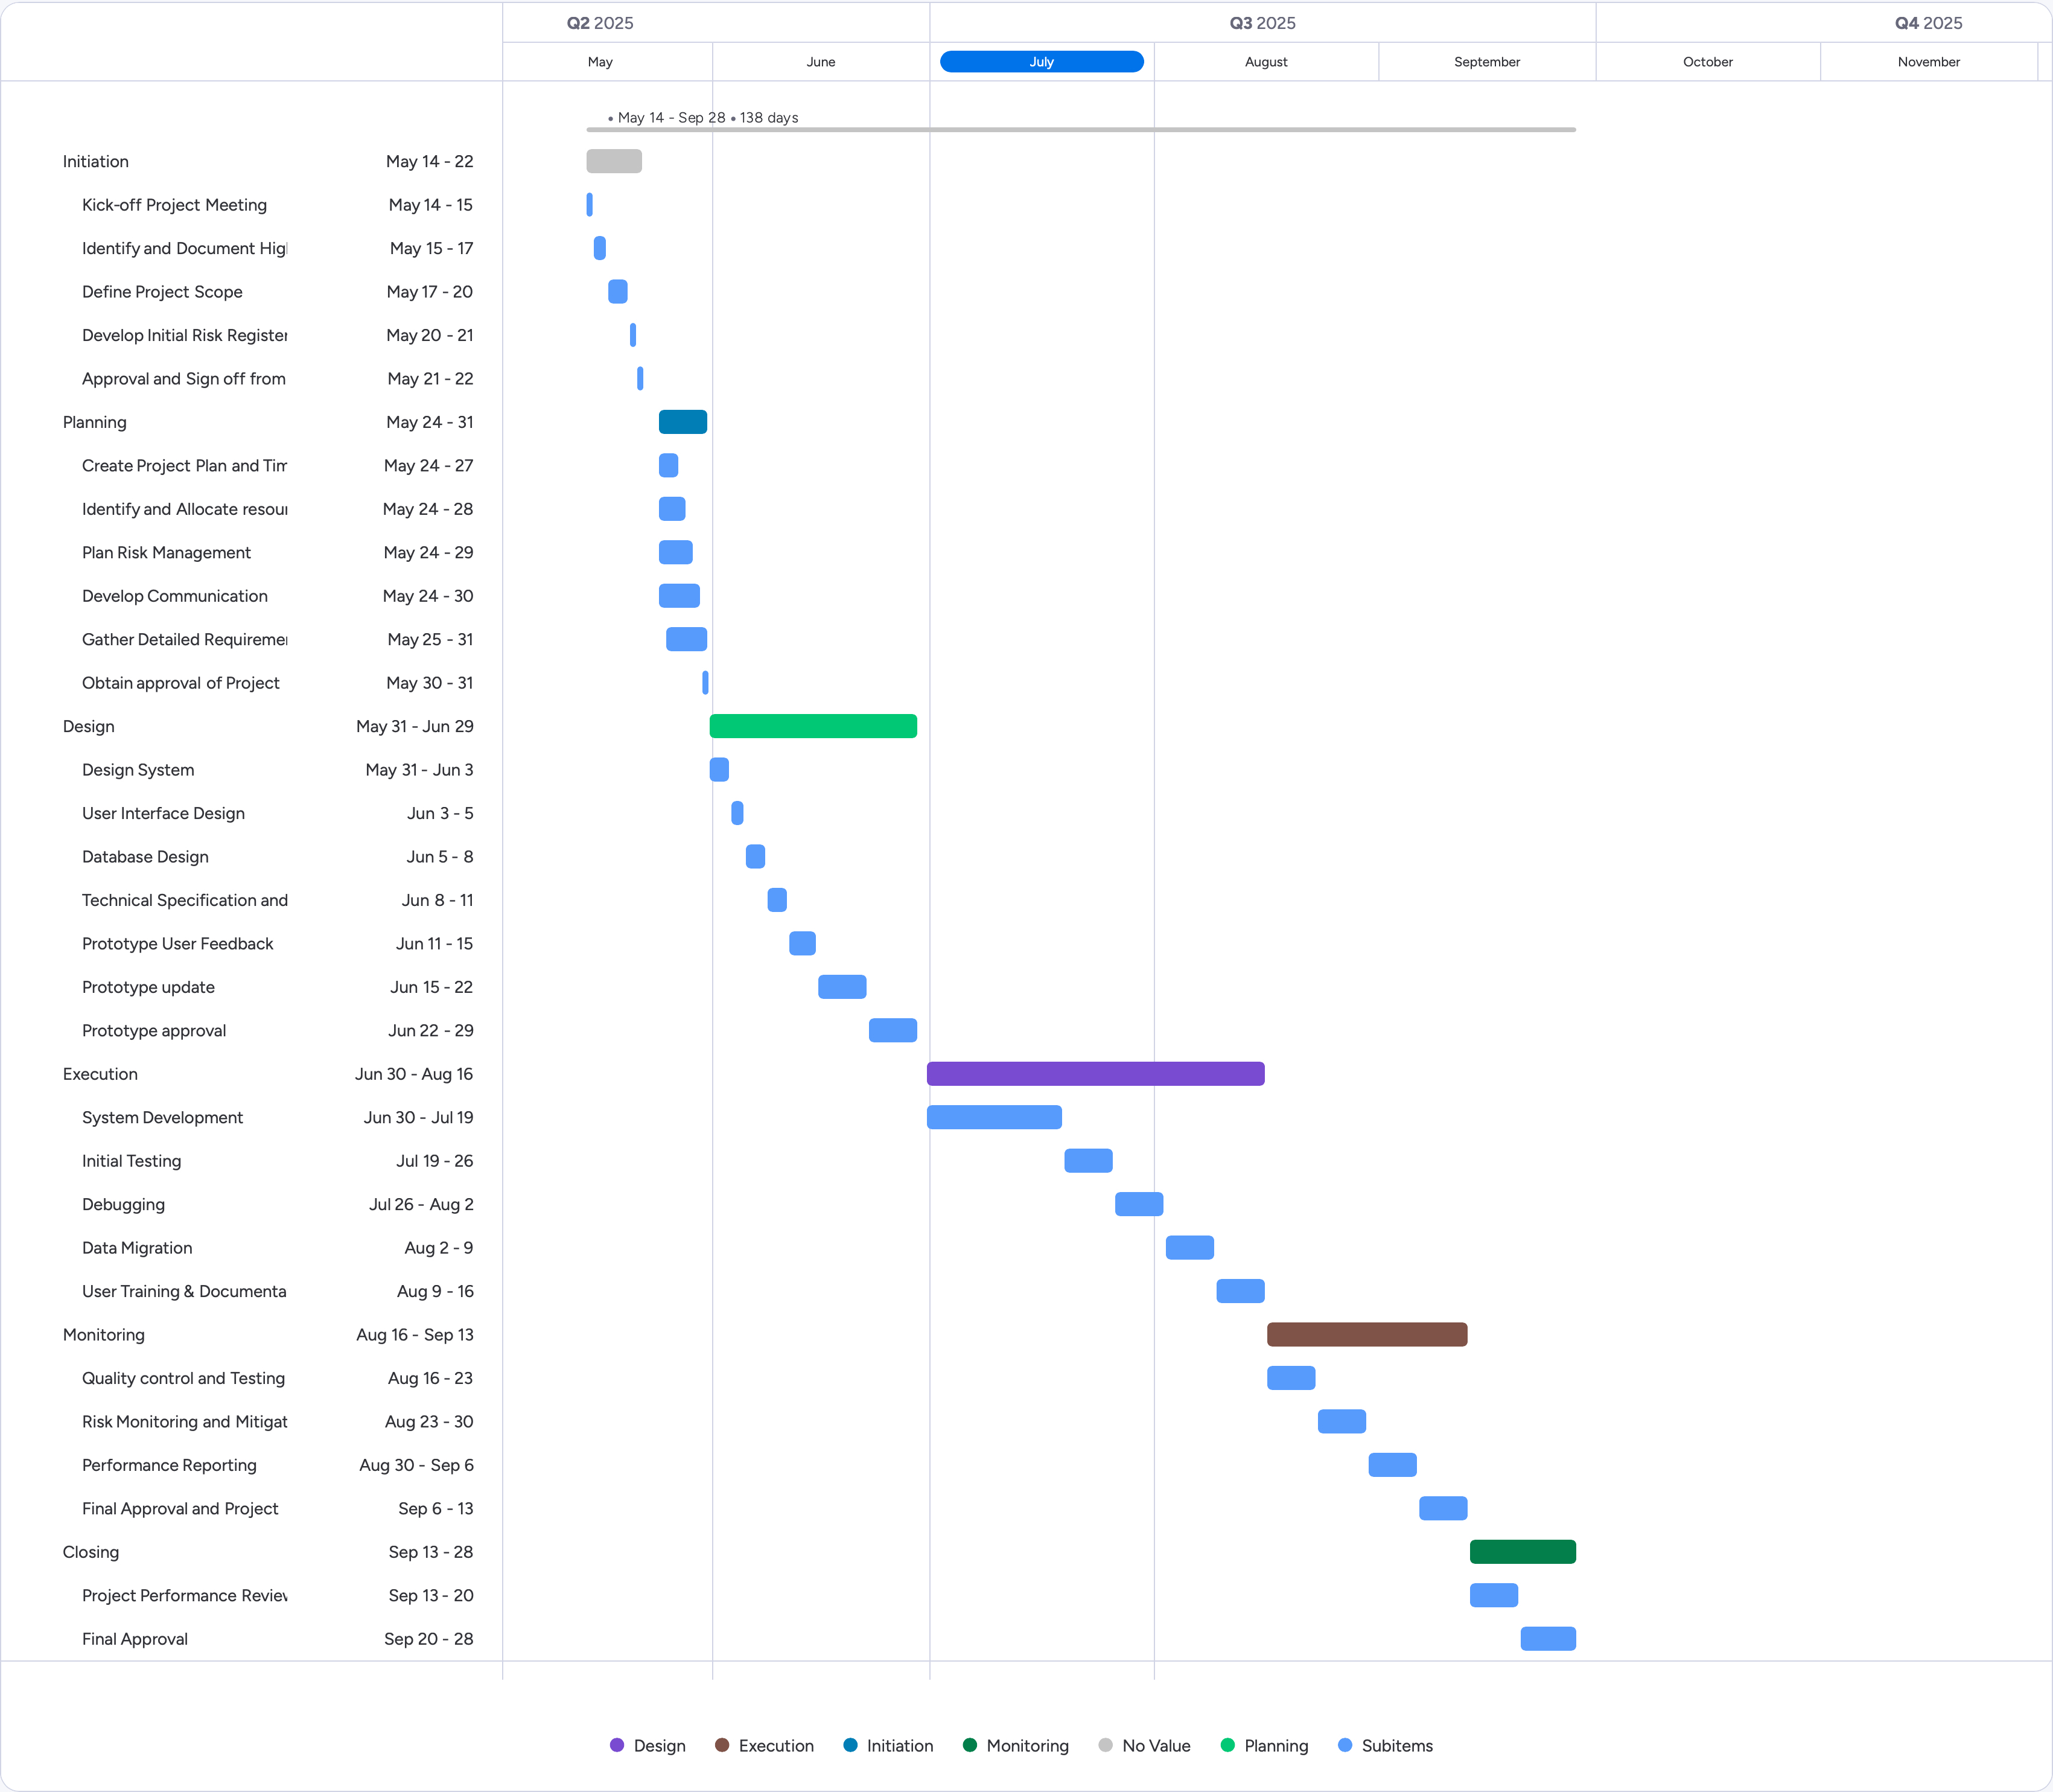 Q2 2025 Q3 2025 Q4 2025
May June July August September October November
• May 14 - Sep 28 • 138 days
Initiation May 14 - 22
Kick-off Project Meeting May 14 - 15
Identify and Document Hig May 15 - 17
Define Project Scope May 17 - 20
Develop Initial Risk Register May 20 - 21
Approval and Sign off from May 21 - 22
Planning May 24 - 31
Create Project Plan and Tim May 24 - 27
Identify and Allocate resour May 24 - 28
Plan Risk Management May 24 - 29
Develop Communication May 24 - 30
Gather Detailed Requiremen May 25 - 31
Obtain approval of Project May 30 - 31
Design May 31 - Jun 29
Design System May 31 - Jun 3
User Interface Design Jun 3 - 5
Database Design Jun 5 - 8
Technical Specification and Jun 8 - 11
Prototype User Feedback Jun 11 - 15
Prototype update Jun 15 - 22
Prototype approval Jun 22 - 29
Execution Jun 30 - Aug 16
System Development Jun 30 - Jul 19
Initial Testing Jul 19 - 26
Debugging Jul 26 - Aug 2
Data Migration Aug 2 - 9
User Training & Documenta Aug 9 - 16
Monitoring Aug 16 - Sep 13
Quality control and Testing Aug 16 - 23
Risk Monitoring and Mitigat Aug 23 - 30
Performance Reporting Aug 30 - Sep 6
Final Approval and Project Sep 6 - 13
Closing Sep 13 - 28
Project Performance Review Sep 13 - 20
Final Approval Sep 20 - 28
Design Execution Initiation Monitoring No Value Planning Subitems